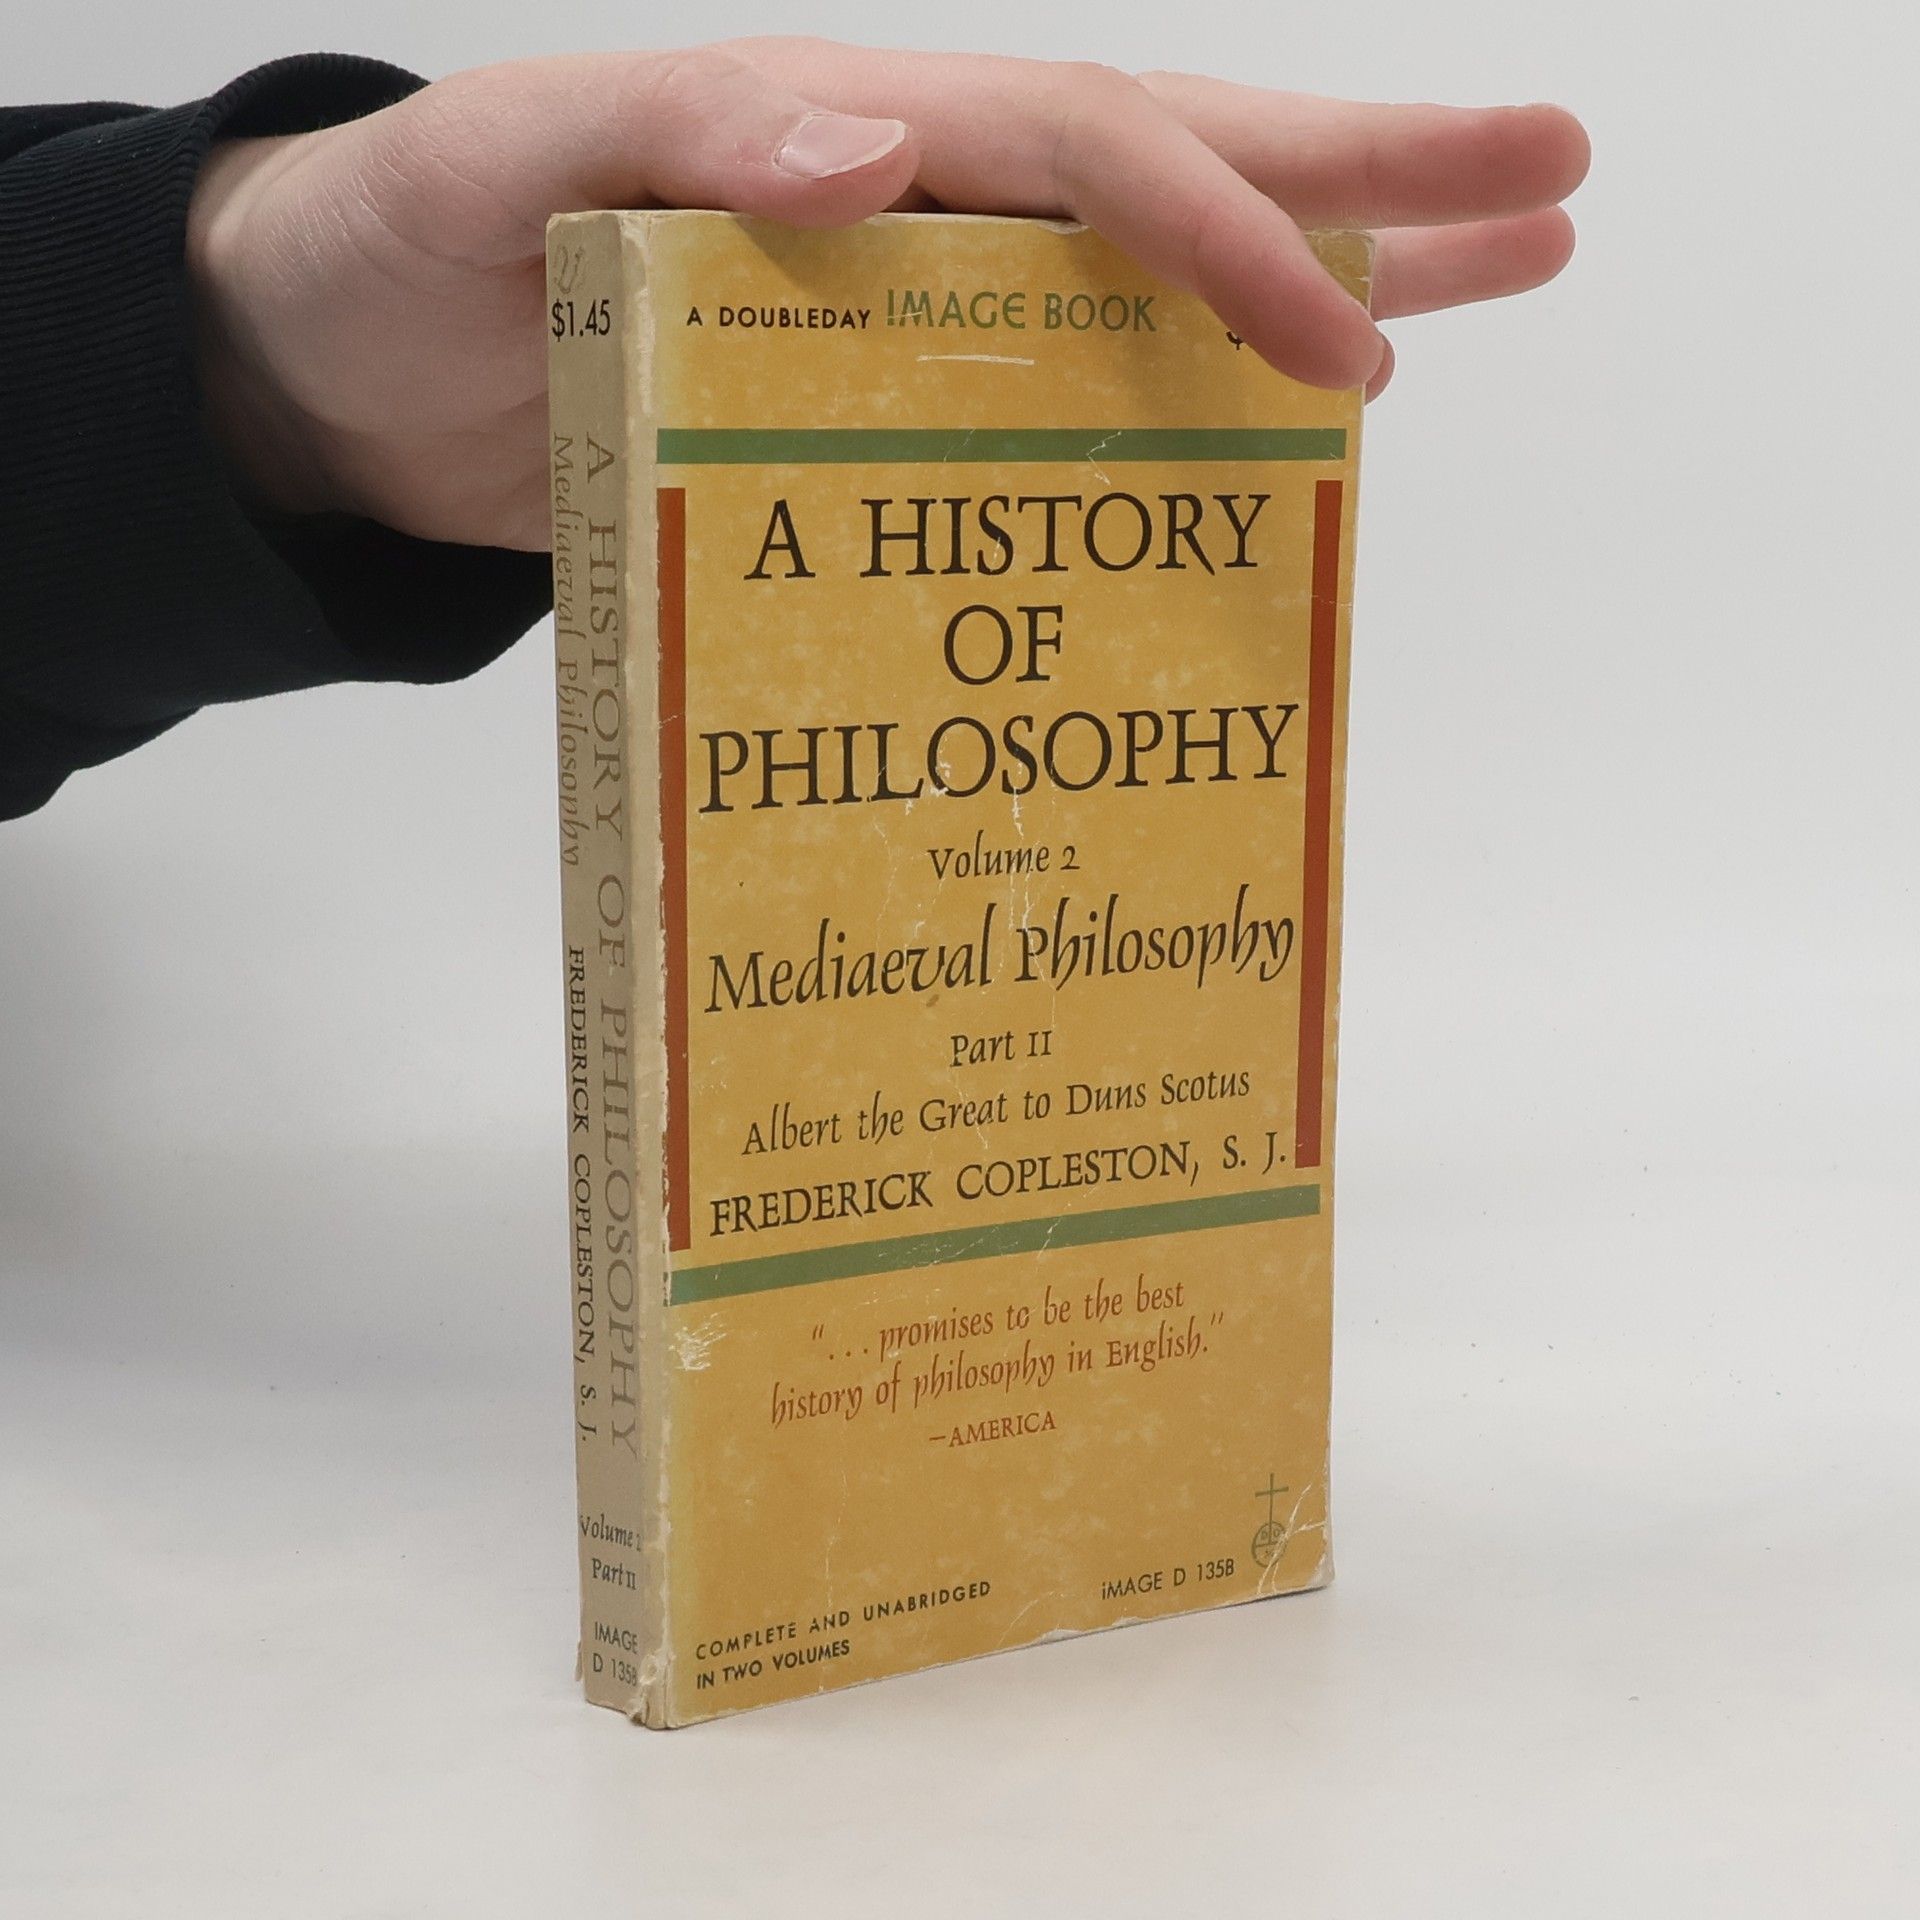 $1.45
A HISTORY OF PHILOSOPHY
Mediaeval Philosophy
FREDERICK COPLESTON, S. J.
Volume 2
Part II
IMAGE
D 135B
A DOUBLEDAY IMAGE BOOK
$
A HISTORY
OF
PHILOSOPHY
Volume 2
Mediaeval Philosophy
Part II
Albert the Great to Duns Scotus
FREDERICK COPLESTON, S. J.
“... promises to be the best
history of philosophy in English.”
—AMERICA
COMPLETE AND UNABRIDGED
IN TWO VOLUMES
iMAGE D 135B